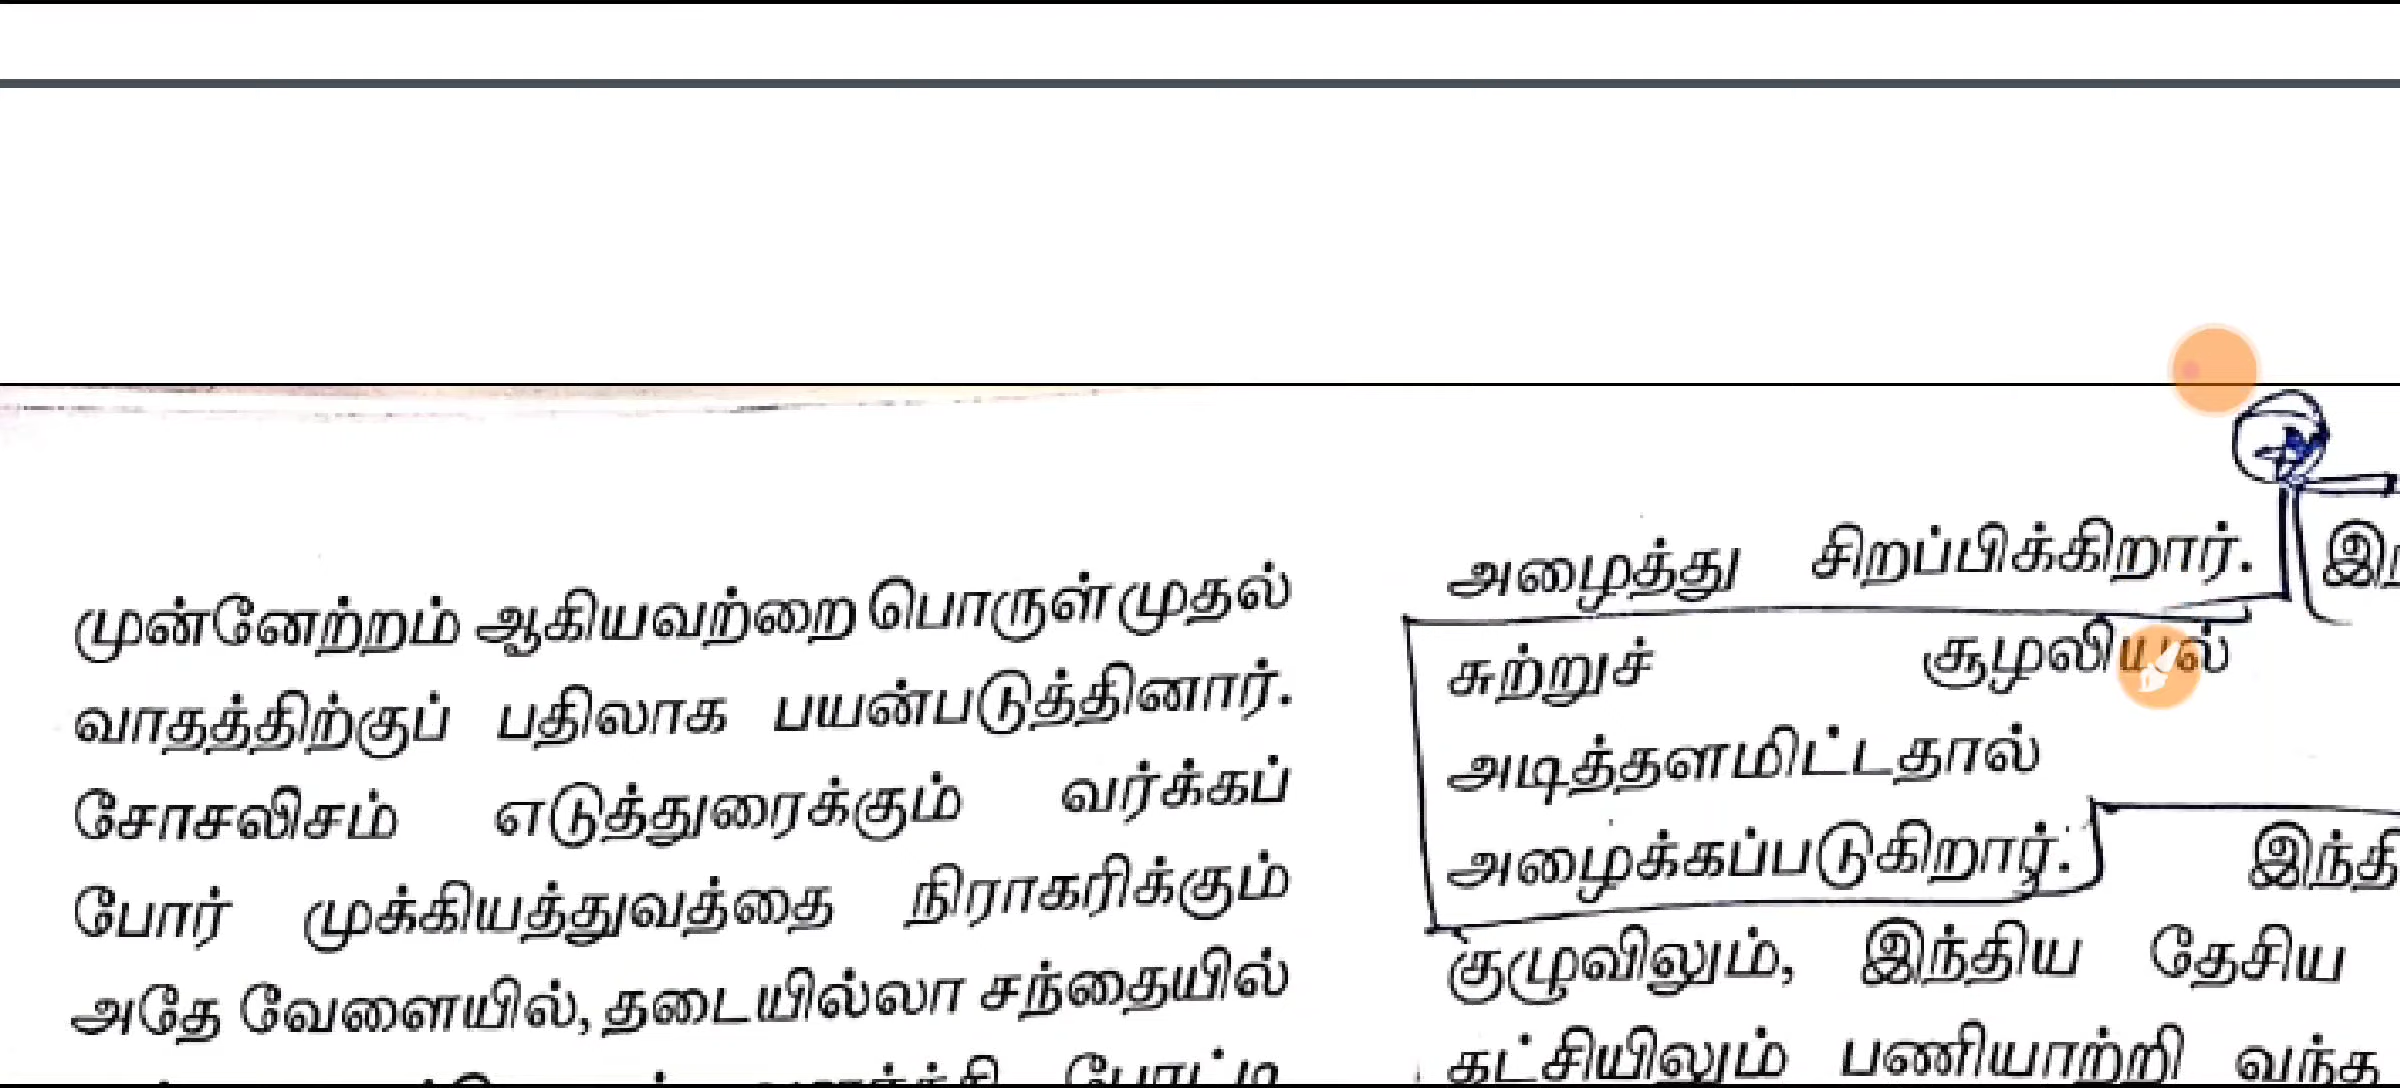 முன்னேற்றம் ஆகியவற்றை பொருள்முதல்
வாதத்திற்குப் பதிலாக பயன்படுத்தினார்.
சோசலிசம் எடுத்துரைக்கும் வர்க்கப்
போர் முக்கியத்துவத்தை நிராகரிக்கும்
அதே வேளையில், தடையில்லா சந்தையில்
போட்டி
அழைத்து சிறப்பிக்கிறார்.
சுற்றுச் சூழலியல்
அடித்தளமிட்டதால்
அழைக்கப்படுகிறார். இந்தி
குழுவிலும், இந்திய தேசிய
கட்சியிலும் பணியாற்றி வந்த